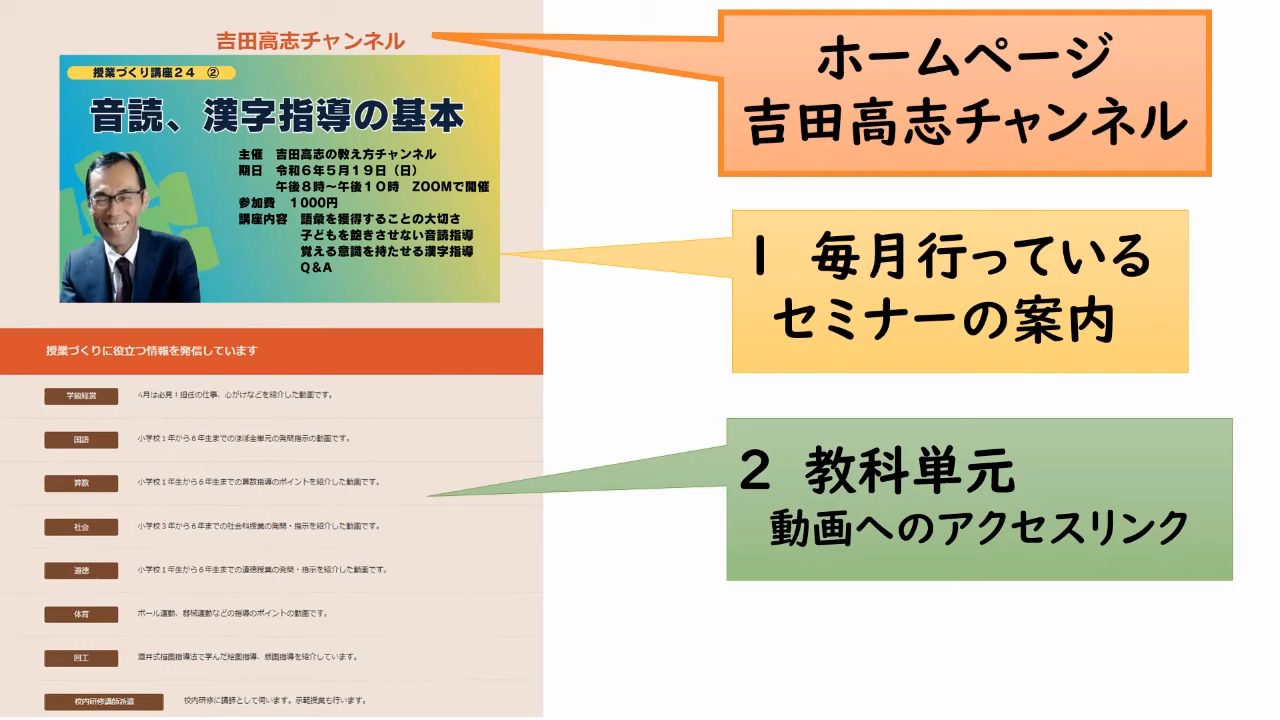 吉田高志チャンネル
授業づくり講座24 ②
音読、漢字指導の基本
主催 吉田高志の教え方チャンネル
期日 令和6年5月19日（日）
午後8時～午後10時 ZOOMで開催
参加費 1000円
講座内容 語彙を獲得することの大切さ
子どもを飽きさせない音読指導
覚える意識を持たせる漢字指導
Q&A
授業づくりに役立つ情報を発信しています
学級経営 4月は必見！担任の仕事、心がけなどを紹介した動画です。
国語 小学校1年から6年生までのほぼ全単元の発問指示の動画です。
算数 小学校1年生から6年生までの算数指導のポイントを紹介した動画です。
社会 小学校3年から6年までの社会科授業の発問・指示を紹介した動画です。
道徳 小学校1年生から6年生までの道徳授業の発問・指示を紹介した動画です。
体育 ボール運動、器械運動などの指導のポイントの動画です。
図工 酒井式描画指導法で学んだ絵画指導、版画指導を紹介しています。
校内研修講師派遣 校内研修に講師として伺います。示範授業も行います。
ホームページ
吉田高志チャンネル
1 毎月行っている
セミナーの案内
2 教科単元
動画へのアクセスリンク